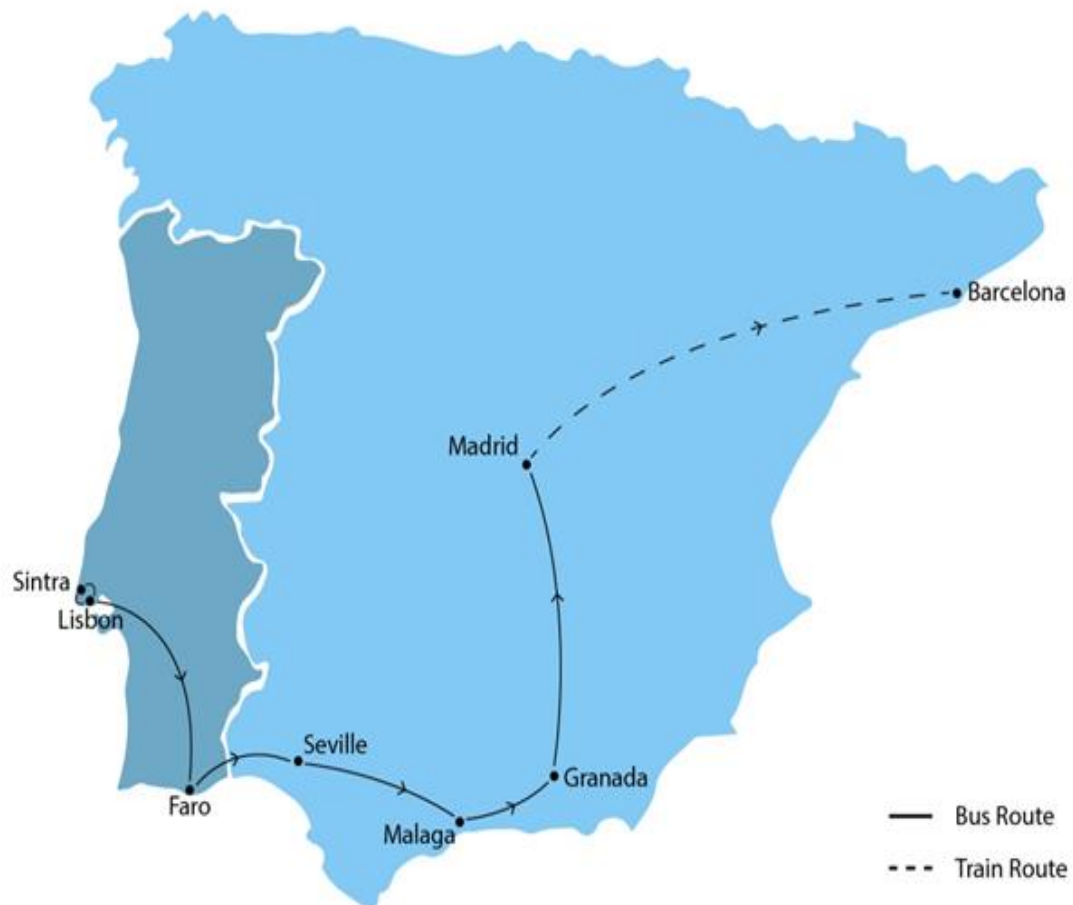 Barcelona
Madrid
Sintra
Lisbon
Seville
Faro
Granada
Malaga
Bus Route
Train Route